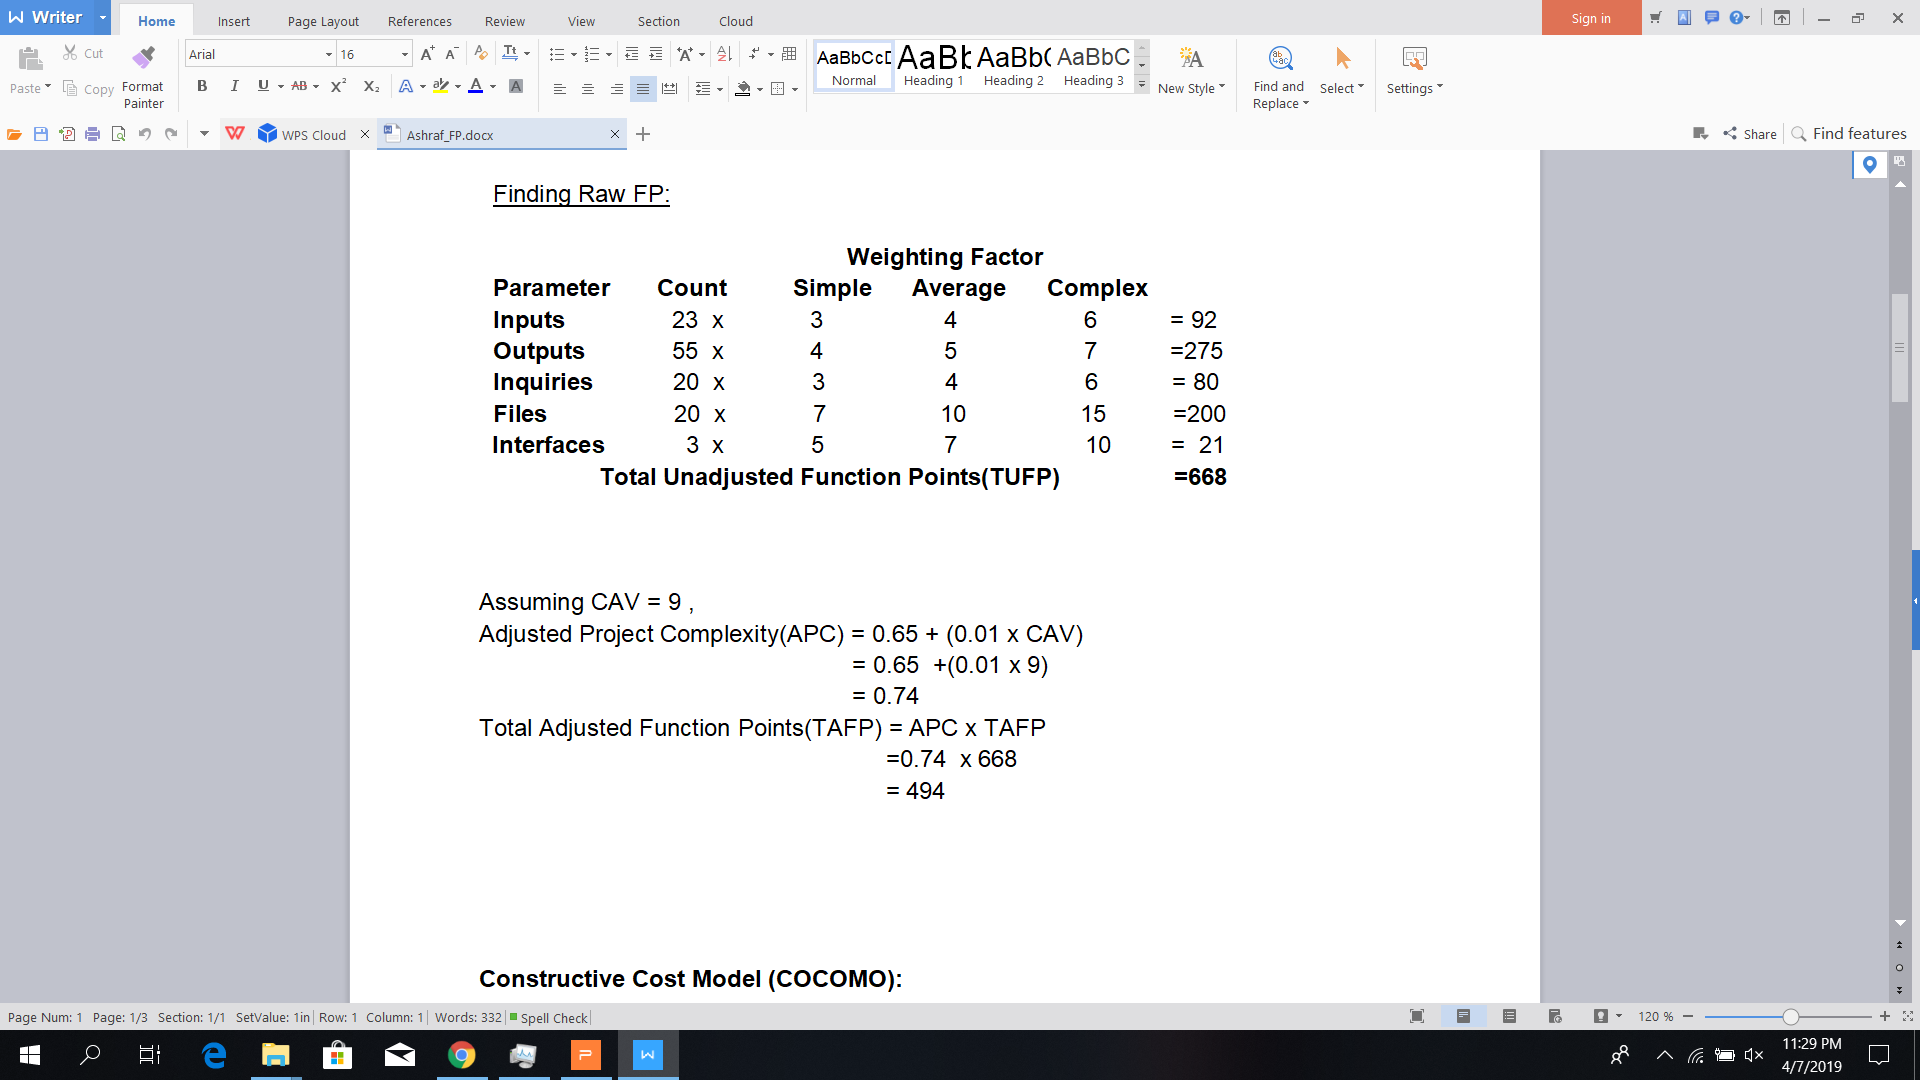 Writer
Home Insert Page Layout References Review View Section Cloud
Sign in
Paste Cut Copy Format Painter
Arial 16
B I U AB X² X₂ A A A
AaBbCcD AaBb AaBb( AaBbC
Normal Heading 1 Heading 2 Heading 3
New Style Find and Replace Select Settings
WPS Cloud Ashraf_FP.docx
Share Find features
Finding Raw FP:
Weighting Factor
Parameter Count Simple Average Complex
Inputs 23 x 3 4 6 = 92
Outputs 55 x 4 5 7 =275
Inquiries 20 x 3 4 6 = 80
Files 20 x 7 10 15 =200
Interfaces 3 x 5 7 10 = 21
Total Unadjusted Function Points(TUFP) =668
Assuming CAV = 9 ,
Adjusted Project Complexity(APC) = 0.65 + (0.01 x CAV)
= 0.65 +(0.01 x 9)
= 0.74
Total Adjusted Function Points(TAFP) = APC x TAFP
=0.74 x 668
= 494
Constructive Cost Model (COCOMO):
Page Num: 1 Page: 1/3 Section: 1/1 SetValue: 1in Row: 1 Column: 1 Words: 332 Spell Check 120 %
11:29 PM
4/7/2019